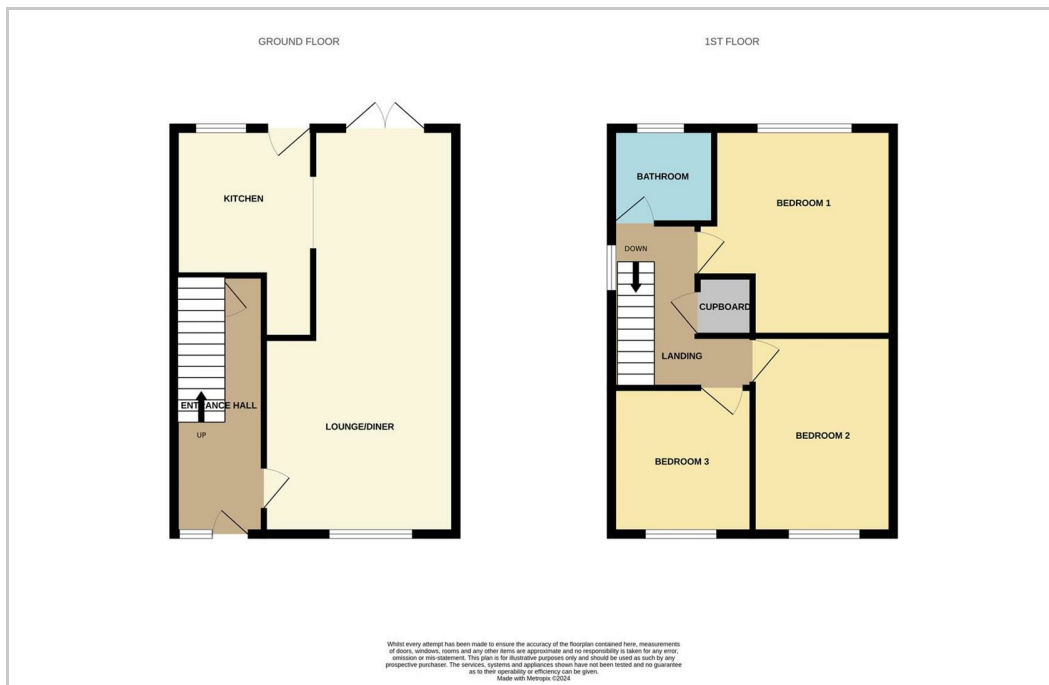 GROUND FLOOR
KITCHEN
ENTRANCE HALL
UP
LOUNGE/DINER
1ST FLOOR
BATHROOM
BEDROOM 1
DOWN
CUPBOARD
LANDING
BEDROOM 2
BEDROOM 3
Whilst every attempt has been made to ensure the accuracy of the floorplan contained here, measurements
of doors, windows, rooms and any other items are approximate and no responsibility is taken for any error,
omission or mis-statement. This plan is for illustrative purposes only and should be used as such by any
prospective purchaser. The services, systems and appliances shown have not been tested and no guarantee
as to their operability or efficiency can be given.
Made with Metropix ©2024